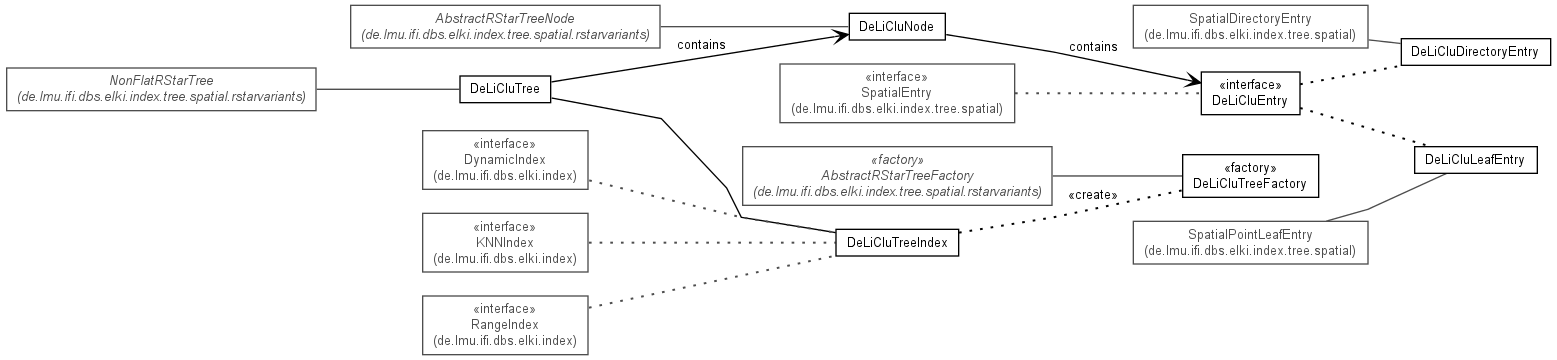 AbstractRStarTreeNode
(de.lmu.ifi.dbs.elki.index.tree.spatial.rstarvariants)
DeLiCluNode
SpatialDirectoryEntry
(de.lmu.ifi.dbs.elki.index.tree.spatial)
contains
contains
DeLiCluDirectoryEntry
NonFlatRStarTree
(de.lmu.ifi.dbs.elki.index.tree.spatial.rstarvariants)
DeLiCluTree
«interface»
SpatialEntry
(de.lmu.ifi.dbs.elki.index.tree.spatial)
«interface»
DeLiCluEntry
«interface»
DynamicIndex
(de.lmu.ifi.dbs.elki.index)
«factory»
AbstractRStarTreeFactory
(de.lmu.ifi.dbs.elki.index.tree.spatial.rstarvariants)
«factory»
DeLiCluTreeFactory
DeLiCluLeafEntry
«create»
«interface»
KNNIndex
(de.lmu.ifi.dbs.elki.index)
DeLiCluTreeIndex
SpatialPointLeafEntry
(de.lmu.ifi.dbs.elki.index.tree.spatial)
«interface»
RangeIndex
(de.lmu.ifi.dbs.elki.index)